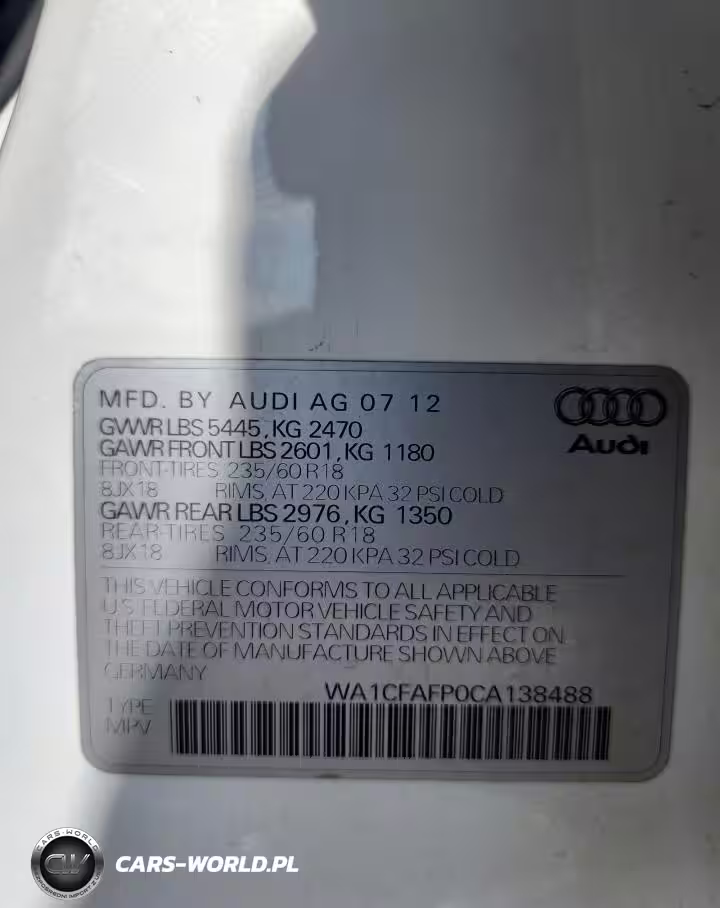 MFD. BY AUDI AG 07 12
Audi
GVWR LBS 5445, KG 2470
GAWR FRONT LBS 2601, KG 1180
FRONT-TIRES 235/60 R18
8JX18 RIMS, AT 220 KPA 32 PSI COLD
GAWR REAR LBS 2976, KG 1350
REAR-TIRES 235/60 R18
8JX18 RIMS, AT 220 KPA 32 PSI COLD
THIS VEHICLE CONFORMS TO ALL APPLICABLE
U.S FEDERAL MOTOR VEHICLE SAFETY AND
THEFT PREVENTION STANDARDS IN EFFECT ON
THE DATE OF MANUFACTURE SHOWN ABOVE
GERMANY
WA1CFAFP0CA138488
TYPE
MPV
CARS-WORLD
CW
CARS-WORLD.PL